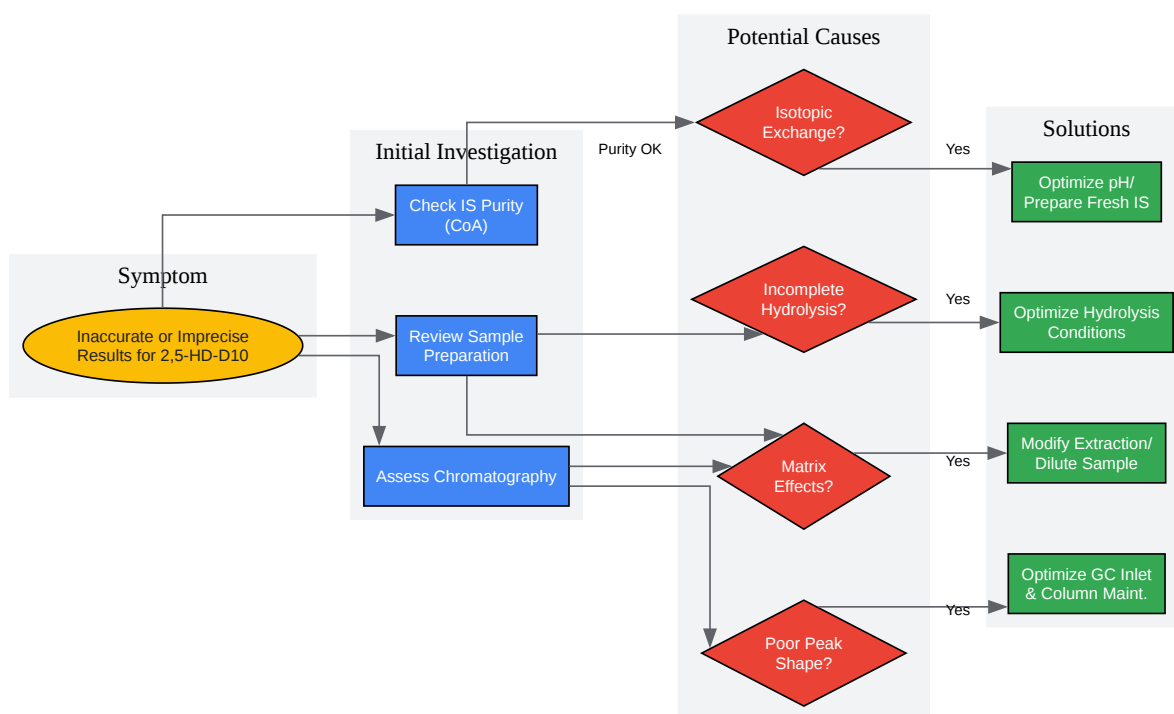 Symptom
Inaccurate or Imprecise
Results for 2,5-HD-D10
Initial Investigation
Check IS Purity
(CoA)
Review Sample
Preparation
Assess Chromatography
Purity OK
Potential Causes
Isotopic
Exchange?
Incomplete
Hydrolysis?
Matrix
Effects?
Poor Peak
Shape?
Yes
Yes
Yes
Yes
Solutions
Optimize pH/
Prepare Fresh IS
Optimize Hydrolysis
Conditions
Modify Extraction/
Dilute Sample
Optimize GC Inlet
& Column Maint.